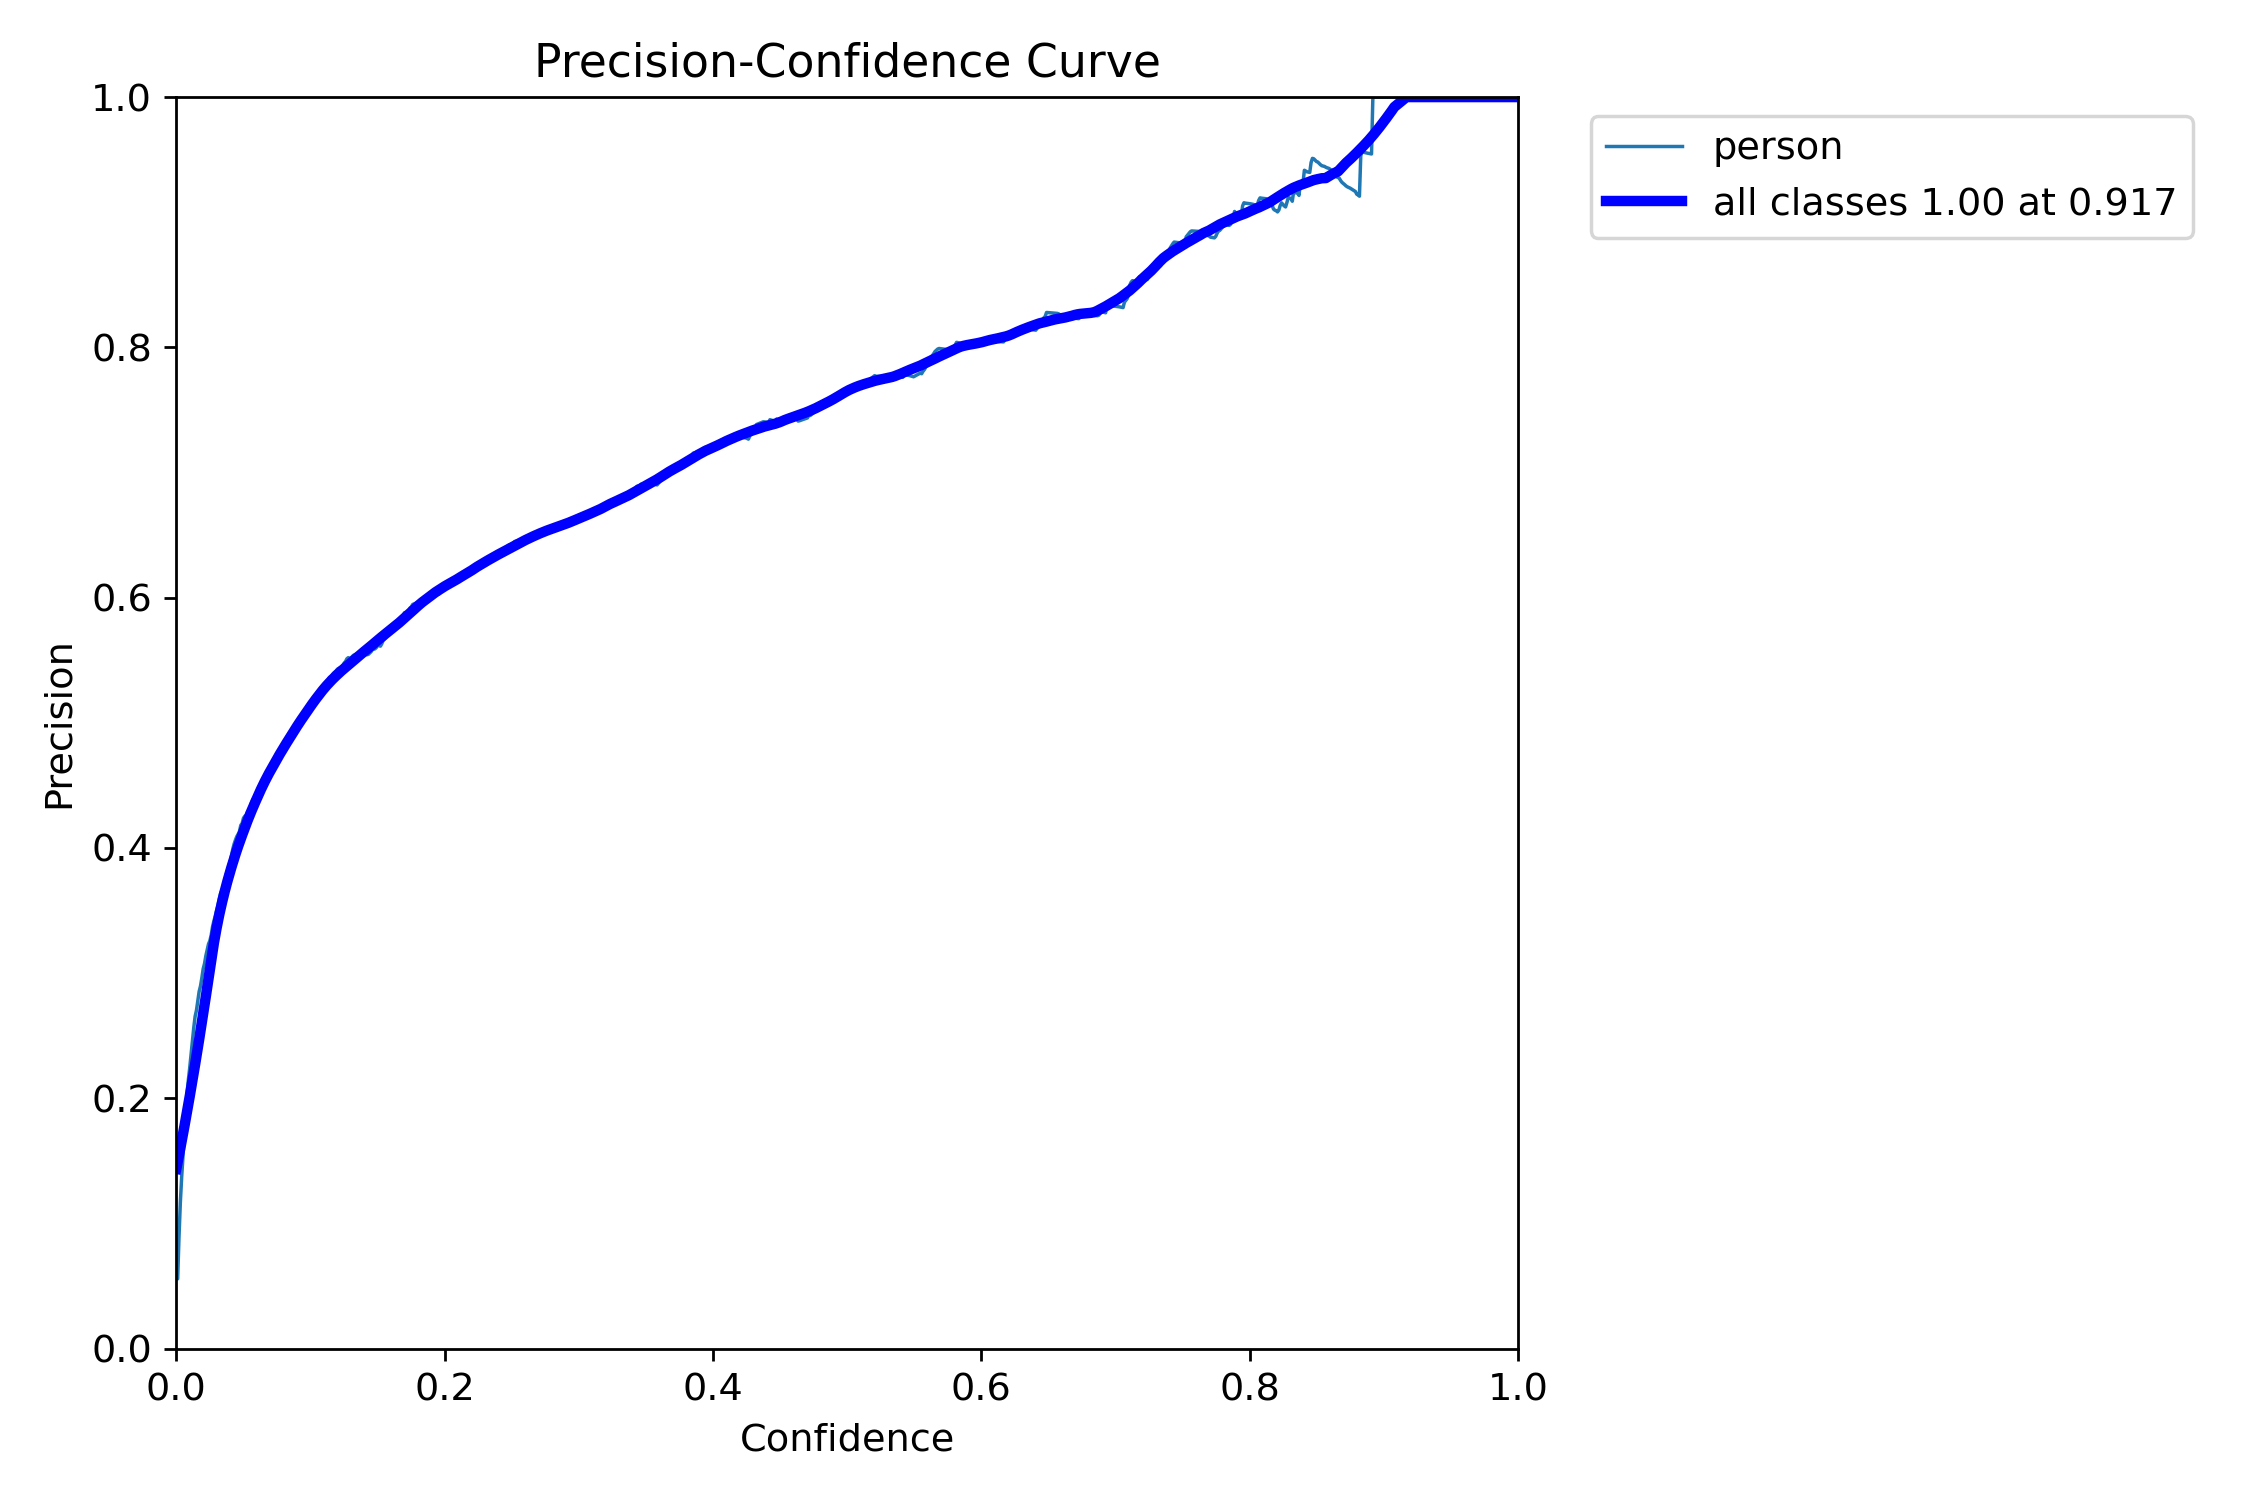 Precision-Confidence Curve
1.0
0.8
0.6
0.4
0.2
0.0
Precision
0.0 0.2 0.4 0.6 0.8 1.0
Confidence
person
all classes 1.00 at 0.917